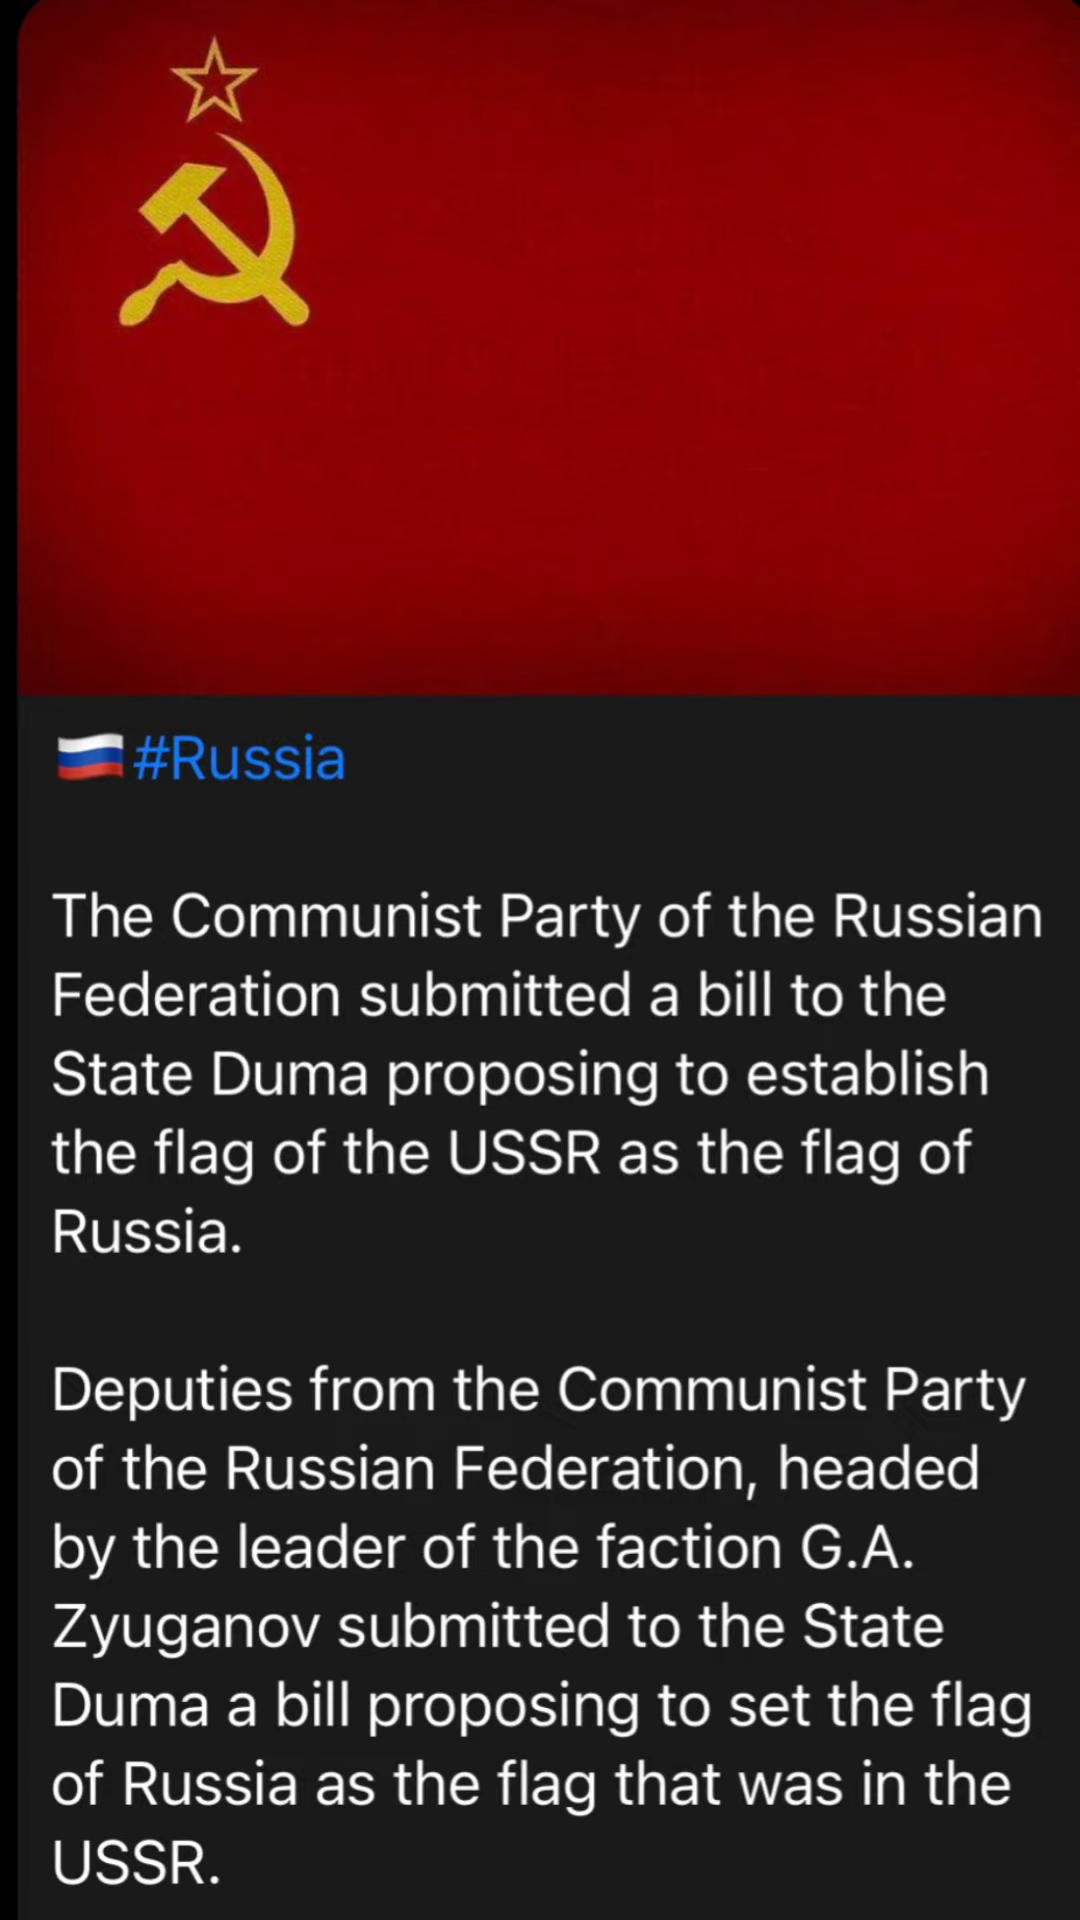 #Russia
The Communist Party of the Russian
Federation submitted a bill to the
State Duma proposing to establish
the flag of the USSR as the flag of
Russia.
Deputies from the Communist Party
of the Russian Federation, headed
by the leader of the faction G.A.
Zyuganov submitted to the State
Duma a bill proposing to set the flag
of Russia as the flag that was in the
USSR.